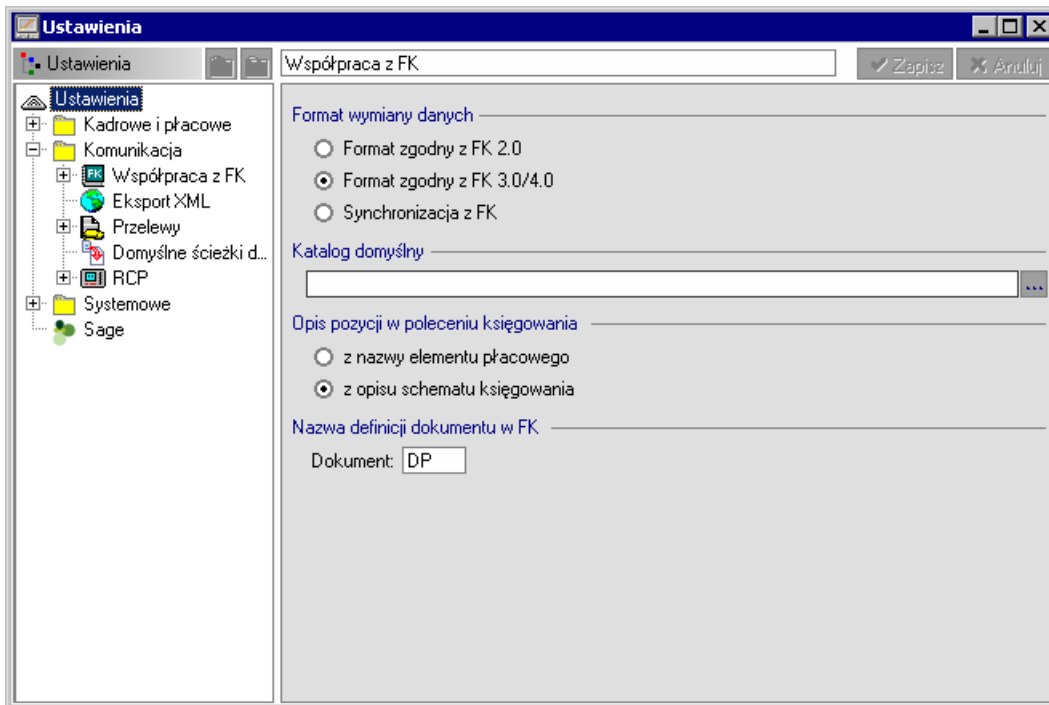 Ustawienia
Ustawienia
Współpraca z FK
Zapisz
Anuluj
Ustawienia
Kadrowe i płacowe
Komunikacja
FK
Współpraca z FK
Eksport XML
Przelewy
Domyślne ścieżki d...
RCP
Systemowe
Sage
Format wymiany danych
Format zgodny z FK 2.0
Format zgodny z FK 3.0/4.0
Synchronizacja z FK
Katalog domyślny
...
Opis pozycji w poleceniu księgowania
z nazwy elementu płacowego
z opisu schematu księgowania
Nazwa definicji dokumentu w FK
Dokument: DP